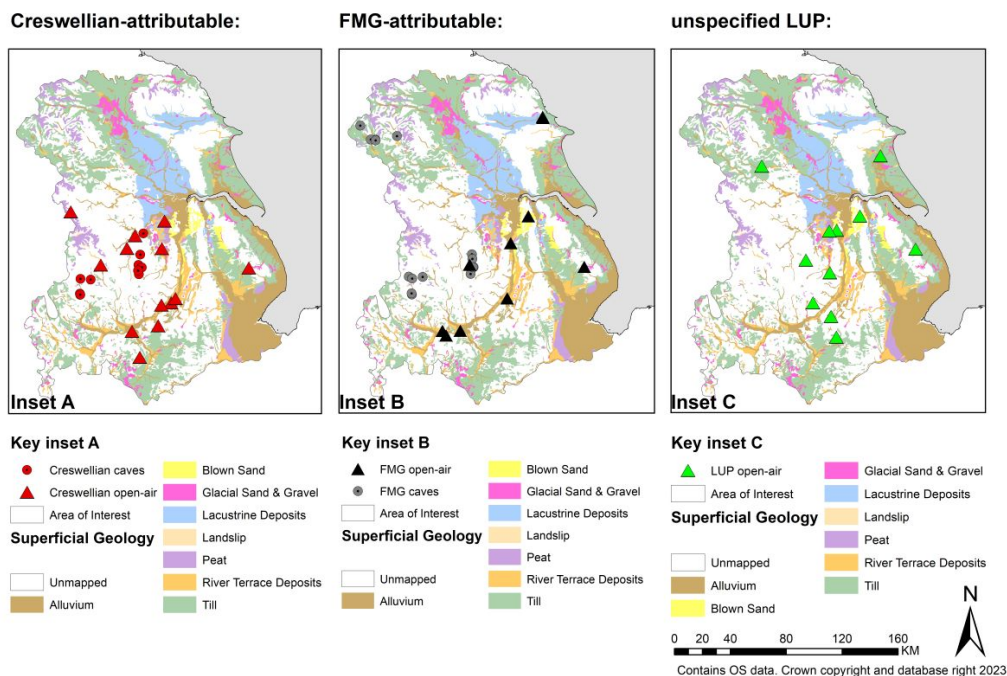 Creswellian-attributable:
FMG-attributable:
unspecified LUP:
Inset A
Inset B
Inset C
Key inset A
Creswellian caves
Creswellian open-air
Area of Interest
Superficial Geology
Unmapped
Alluvium
Blown Sand
Glacial Sand & Gravel
Lacustrine Deposits
Landslip
Peat
River Terrace Deposits
Till
Key inset B
FMG open-air
FMG caves
Area of Interest
Superficial Geology
Unmapped
Alluvium
Blown Sand
Glacial Sand & Gravel
Lacustrine Deposits
Landslip
Peat
River Terrace Deposits
Till
Key inset C
LUP open-air
Area of Interest
Superficial Geology
Unmapped
Alluvium
Blown Sand
Glacial Sand & Gravel
Lacustrine Deposits
Landslip
Peat
River Terrace Deposits
Till
N
0 20 40 80 120 160
KM
Contains OS data. Crown copyright and database right 2023